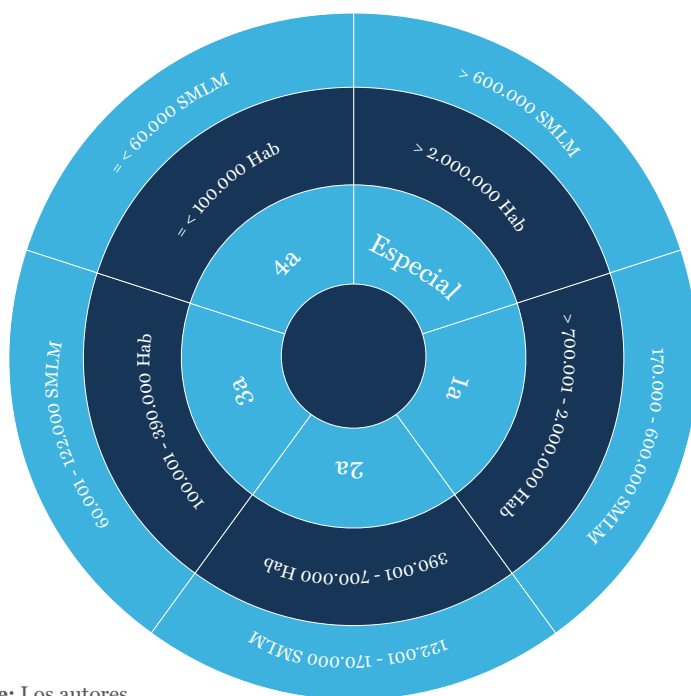 > 600.000 SMLM
> 2.000.000 Hab
Especial
170.000 - 600.000 SMLM
> 700.001 - 2.000.000 Hab
1a
122.001 - 170.000 SMLM
390.001 - 700.000 Hab
2a
60.001 - 122.000 SMLM
100.001 - 390.000 Hab
3a
= < 60.000 SMLM
= < 100.000 Hab
4a
e: Los autores